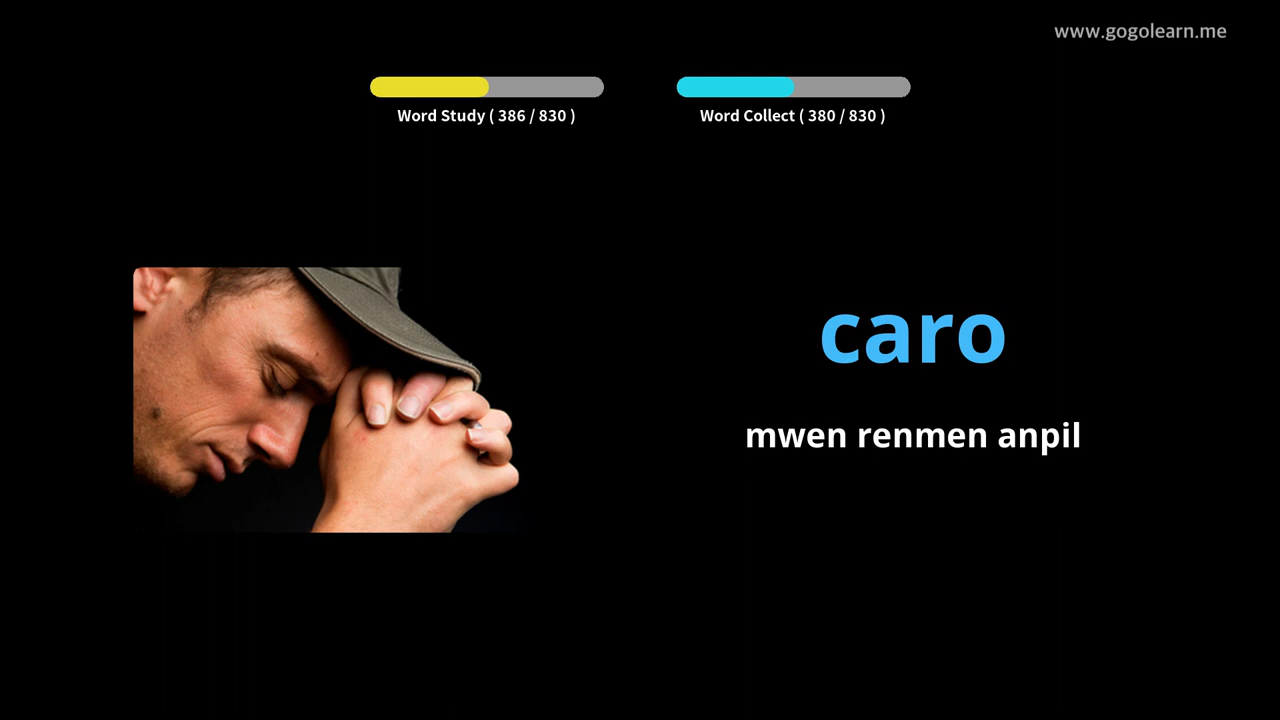 www.gogolearn.me
Word Study ( 386 / 830 )
Word Collect ( 380 / 830 )
caro
mwen renmen anpil